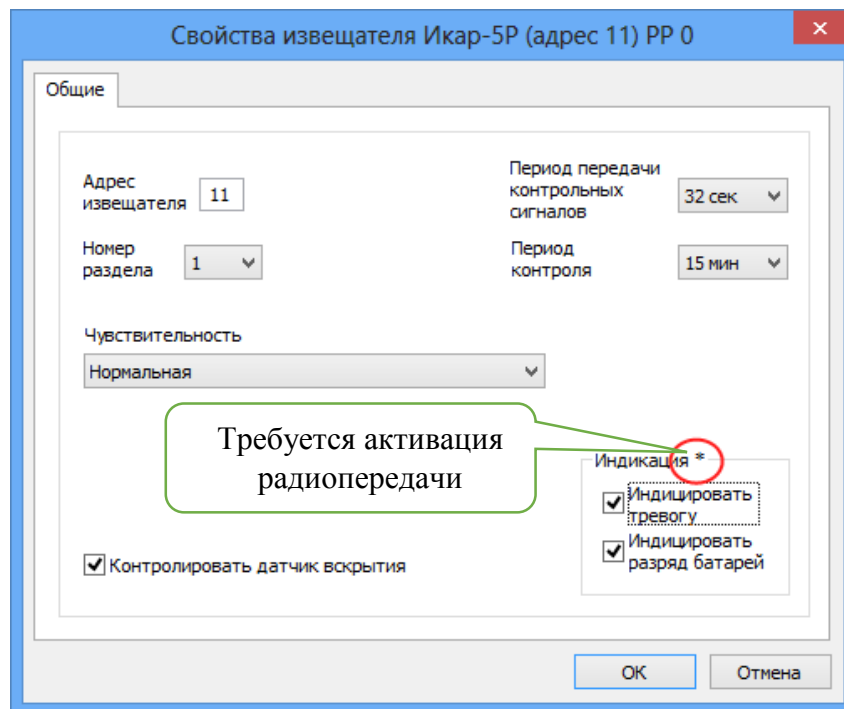 Свойства извещателя Икар-5Р (адрес 11) РР 0
Общие
Адрес
извещателя
11
Период передачи
контрольных
сигналов
32 сек
Номер
раздела
1
Период
контроля
15 мин
Чувствительность
Нормальная
Требуется активация
радиопередачи
Индикация *
Индицировать
тревогу
Индицировать
разряд батарей
Контролировать датчик вскрытия
ОК
Отмена